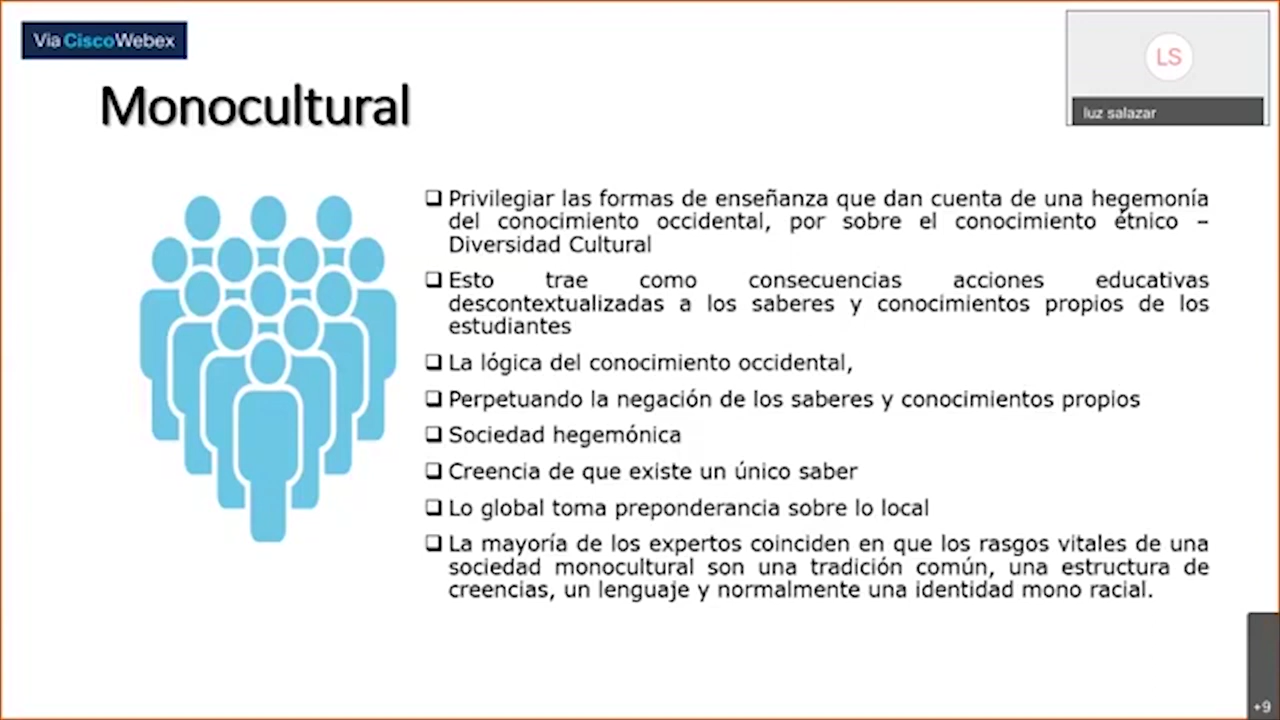 Via Cisco Webex
LS
luz salazar
Monocultural
❑ Privilegiar las formas de enseñanza que dan cuenta de una hegemonía
del conocimiento occidental, por sobre el conocimiento étnico –
Diversidad Cultural
❑ Esto trae como consecuencias acciones educativas
descontextualizadas a los saberes y conocimientos propios de los
estudiantes
❑ La lógica del conocimiento occidental,
❑ Perpetuando la negación de los saberes y conocimientos propios
❑ Sociedad hegemónica
❑ Creencia de que existe un único saber
❑ Lo global toma preponderancia sobre lo local
❑ La mayoría de los expertos coinciden en que los rasgos vitales de una
sociedad monocultural son una tradición común, una estructura de
creencias, un lenguaje y normalmente una identidad mono racial.
+9